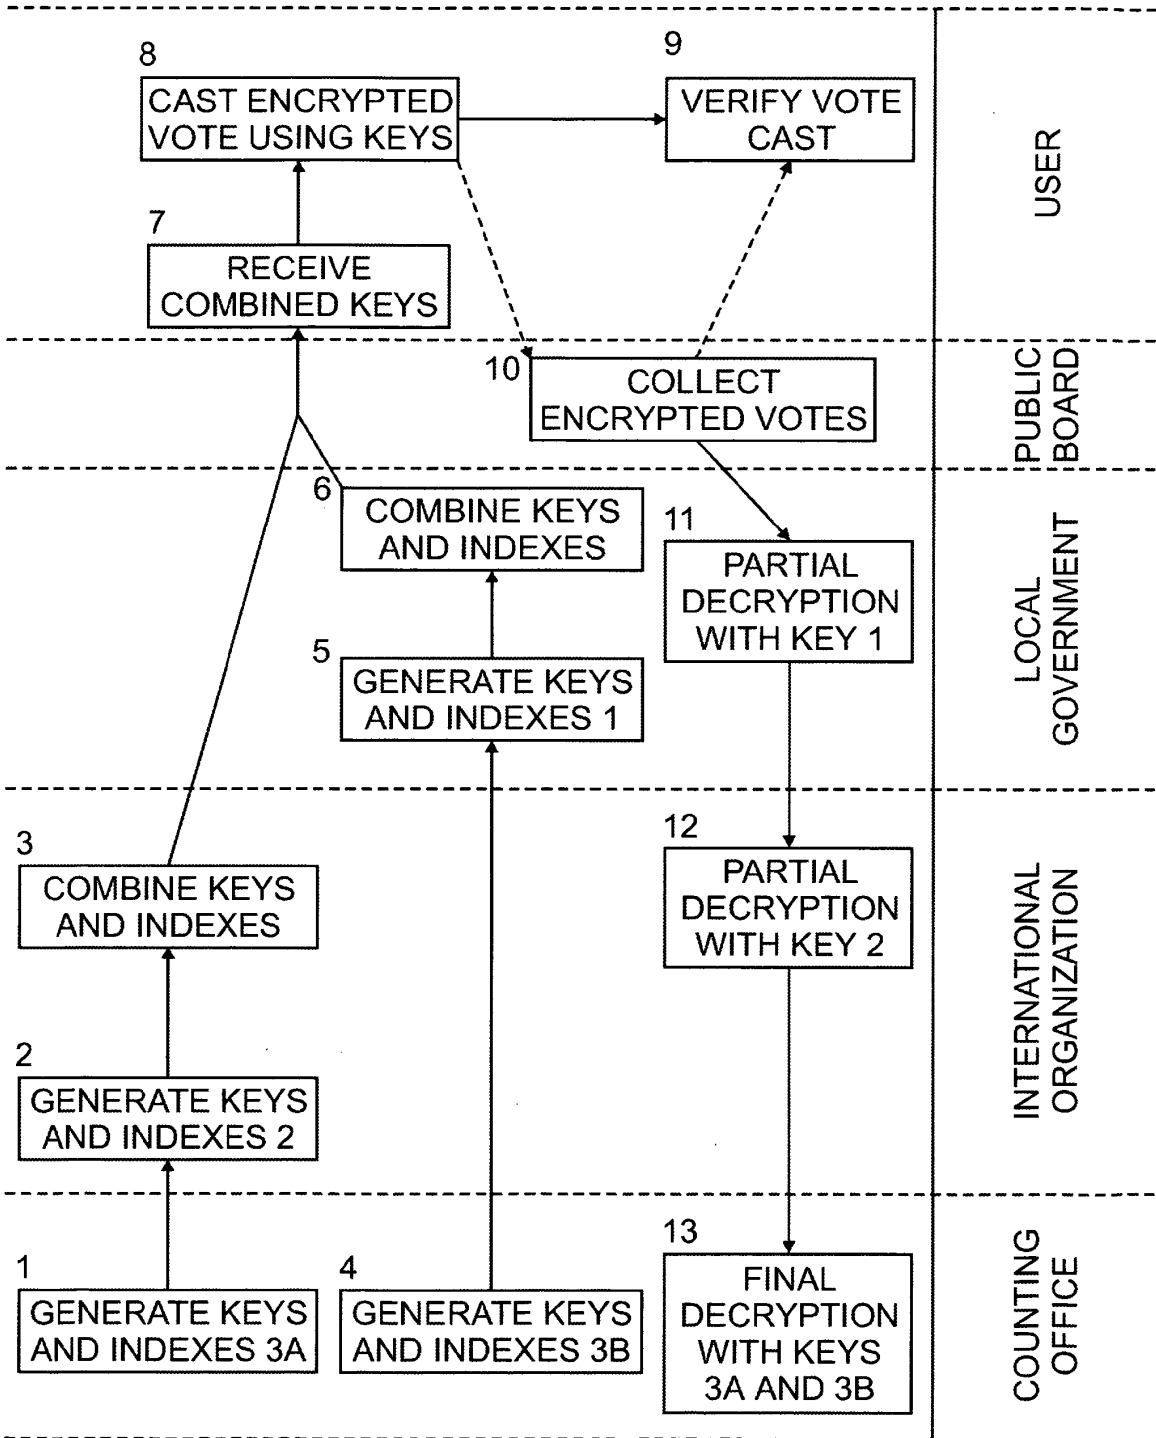 8
CAST ENCRYPTED
VOTE USING KEYS
9
VERIFY VOTE
CAST
USER
7
RECEIVE
COMBINED KEYS
10
COLLECT
ENCRYPTED VOTES
PUBLIC
BOARD
6
COMBINE KEYS
AND INDEXES
11
PARTIAL
DECRYPTION
WITH KEY 1
5
GENERATE KEYS
AND INDEXES 1
LOCAL
GOVERNMENT
3
COMBINE KEYS
AND INDEXES
12
PARTIAL
DECRYPTION
WITH KEY 2
2
GENERATE KEYS
AND INDEXES 2
INTERNATIONAL
ORGANIZATION
1
GENERATE KEYS
AND INDEXES 3A
4
GENERATE KEYS
AND INDEXES 3B
13
FINAL
DECRYPTION
WITH KEYS
3A AND 3B
COUNTING
OFFICE